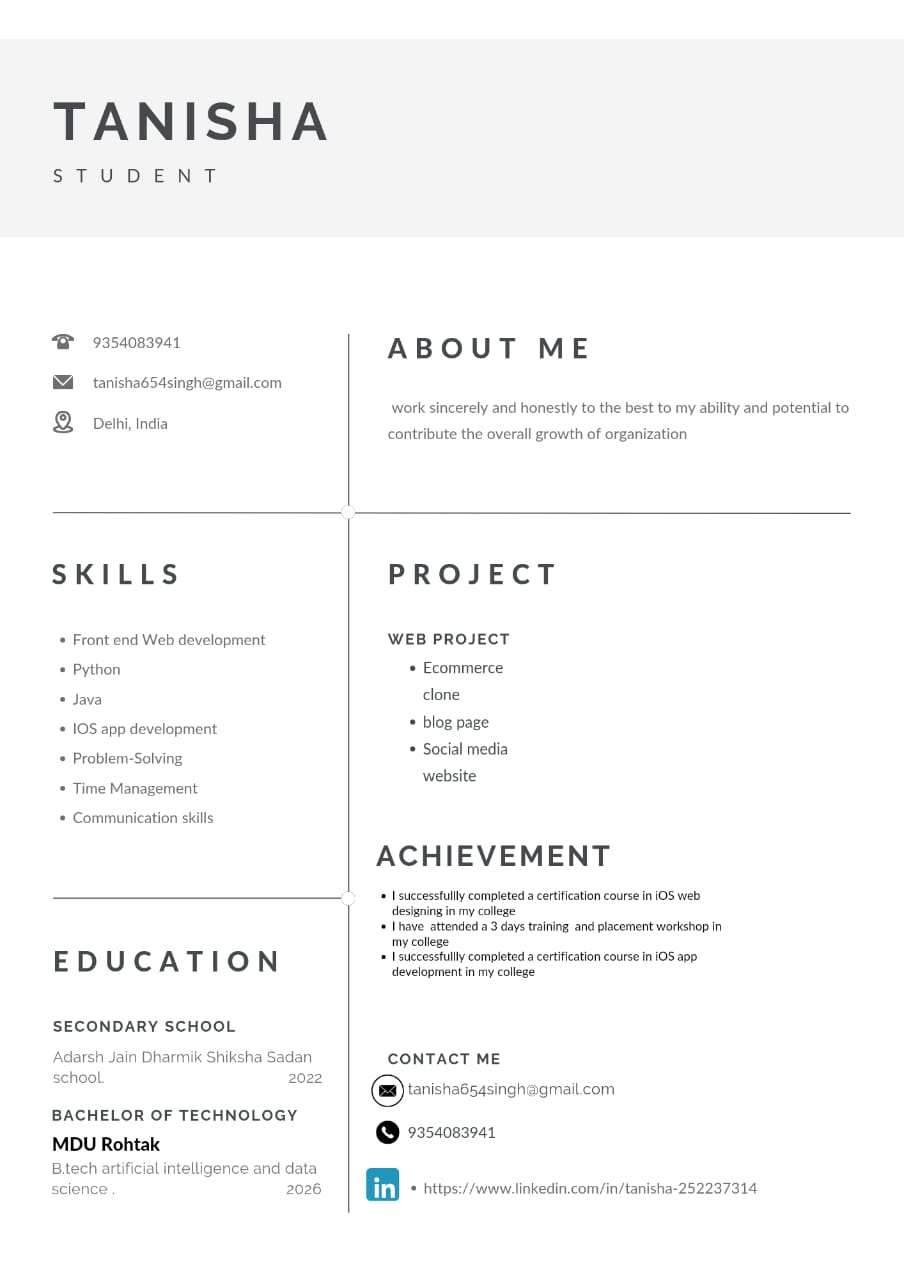 TANISHA
STUDENT
9354083941
tanisha654singh@gmail.com
Delhi, India
ABOUT ME
work sincerely and honestly to the best to my ability and potential to
contribute the overall growth of organization
SKILLS
• Front end Web development
• Python
• Java
• IOS app development
• Problem-Solving
• Time Management
• Communication skills
PROJECT
WEB PROJECT
• Ecommerce
clone
• blog page
• Social media
website
ACHIEVEMENT
• I successfullly completed a certification course in iOS web
designing in my college
• I have attended a 3 days training and placement workshop in
my college
• I successfullly completed a certification course in iOS app
development in my college
EDUCATION
SECONDARY SCHOOL
Adarsh Jain Dharmik Shiksha Sadan
school. 2022
BACHELOR OF TECHNOLOGY
MDU Rohtak
B.tech artificial intelligence and data
science . 2026
CONTACT ME
tanisha654singh@gmail.com
9354083941
in • https://www.linkedin.com/in/tanisha-252237314